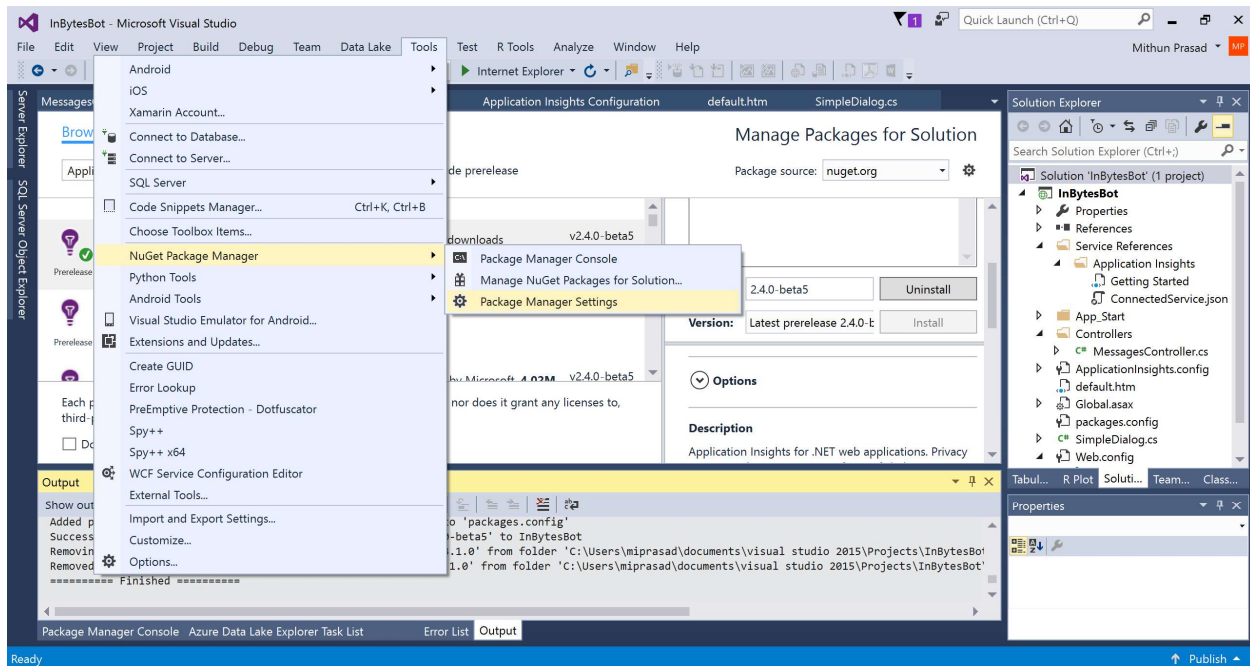 InBytesBot - Microsoft Visual Studio
1
Quick Launch (Ctrl+Q)
File Edit View Project Build Debug Team Data Lake Tools Test R Tools Analyze Window Help
Mithun Prasad MP
Internet Explorer
Server Explorer
SQL Server Object Explorer
Messages
Application Insights Configuration default.htm SimpleDialog.cs
Brow
Manage Packages for Solution
Appli
de prerelease
Package source: nuget.org
Android
iOS
Xamarin Account...
Connect to Database...
Connect to Server...
SQL Server
Code Snippets Manager... Ctrl+K, Ctrl+B
Choose Toolbox Items...
NuGet Package Manager
Python Tools
Android Tools
Visual Studio Emulator for Android...
Extensions and Updates...
Create GUID
Error Lookup
PreEmptive Protection - Dotfuscator
Spy++
Spy++ x64
WCF Service Configuration Editor
External Tools...
Import and Export Settings...
Customize...
Options...
Package Manager Console
Manage NuGet Packages for Solution...
Package Manager Settings
downloads v2.4.0-beta5
Prerelease
Prerelease
by Microsoft 4.02M v2.4.0-beta5
Each p
nor does it grant any licenses to,
third-p
Do
2.4.0-beta5 Uninstall
Version: Latest prerelease 2.4.0-b Install
Options
Description
Application Insights for .NET web applications. Privacy
Output
Show out
Added p
o 'packages.config'
Success
-beta5' to InBytesBot
Removin
.1.0' from folder 'C:\Users\miprasad\documents\visual studio 2015\Projects\InBytesBot
Removed
1.0' from folder 'C:\Users\miprasad\documents\visual studio 2015\Projects\InBytesBot'
========== Finished ==========
Package Manager Console Azure Data Lake Explorer Task List Error List Output
Solution Explorer
Search Solution Explorer (Ctrl+;)
Solution 'InBytesBot' (1 project)
InBytesBot
Properties
References
Service References
Application Insights
Getting Started
ConnectedService.json
App_Start
Controllers
C# MessagesController.cs
ApplicationInsights.config
default.htm
Global.asax
packages.config
C# SimpleDialog.cs
Web.config
Tabul... R Plot Soluti... Team... Class...
Properties
Ready
Publish